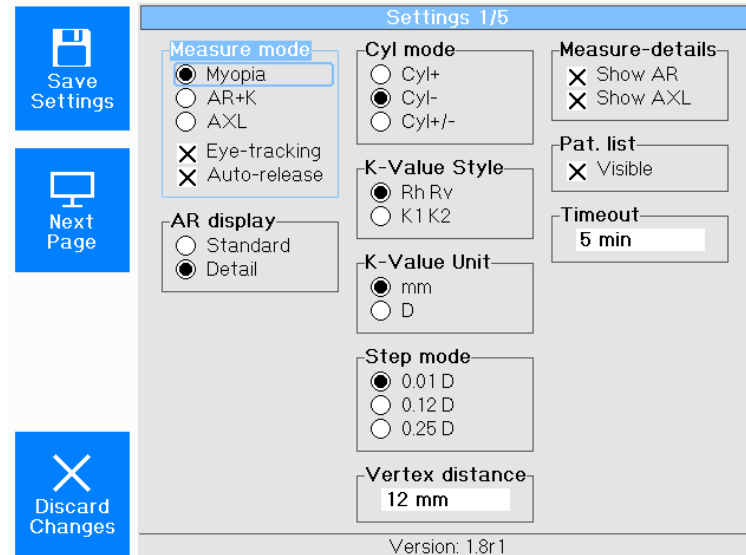 Settings 1/5
Save
Settings
Next
Page
Discard
Changes
Measure mode
Myopia
AR+K
AXL
Eye-tracking
Auto-release
AR display
Standard
Detail
Cyl mode
Cyl+
Cyl-
Cyl+/-
K-Value Style
Rh Rv
K1 K2
K-Value Unit
mm
D
Step mode
0.01 D
0.12 D
0.25 D
Vertex distance
12 mm
Measure-details
Show AR
Show AXL
Pat. list
Visible
Timeout
5 min
Version: 1.8r1